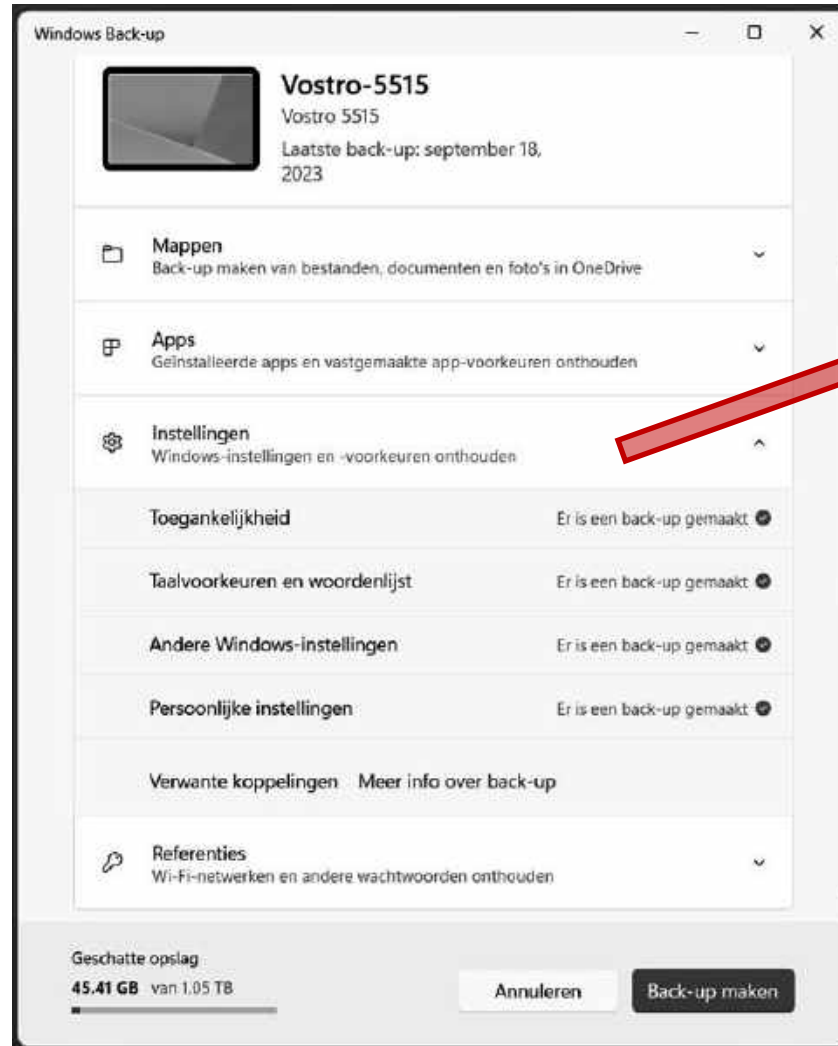 Windows Back-up
Vostro-5515
Vostro 5515
Laatste back-up: september 18,
2023
Mappen
Back-up maken van bestanden, documenten en foto's in OneDrive
Apps
Geïnstalleerde apps en vastgemaakte app-voorkeuren onthouden
Instellingen
Windows-instellingen en -voorkeuren onthouden
Toegankelijkheid Er is een back-up gemaakt
Taalvoorkeuren en woordenlijst Er is een back-up gemaakt
Andere Windows-instellingen Er is een back-up gemaakt
Persoonlijke instellingen Er is een back-up gemaakt
Verwante koppelingen Meer info over back-up
Referenties
Wi-Fi-netwerken en andere wachtwoorden onthouden
Geschatte opslag
45.41 GB van 1.05 TB
Annuleren Back-up maken